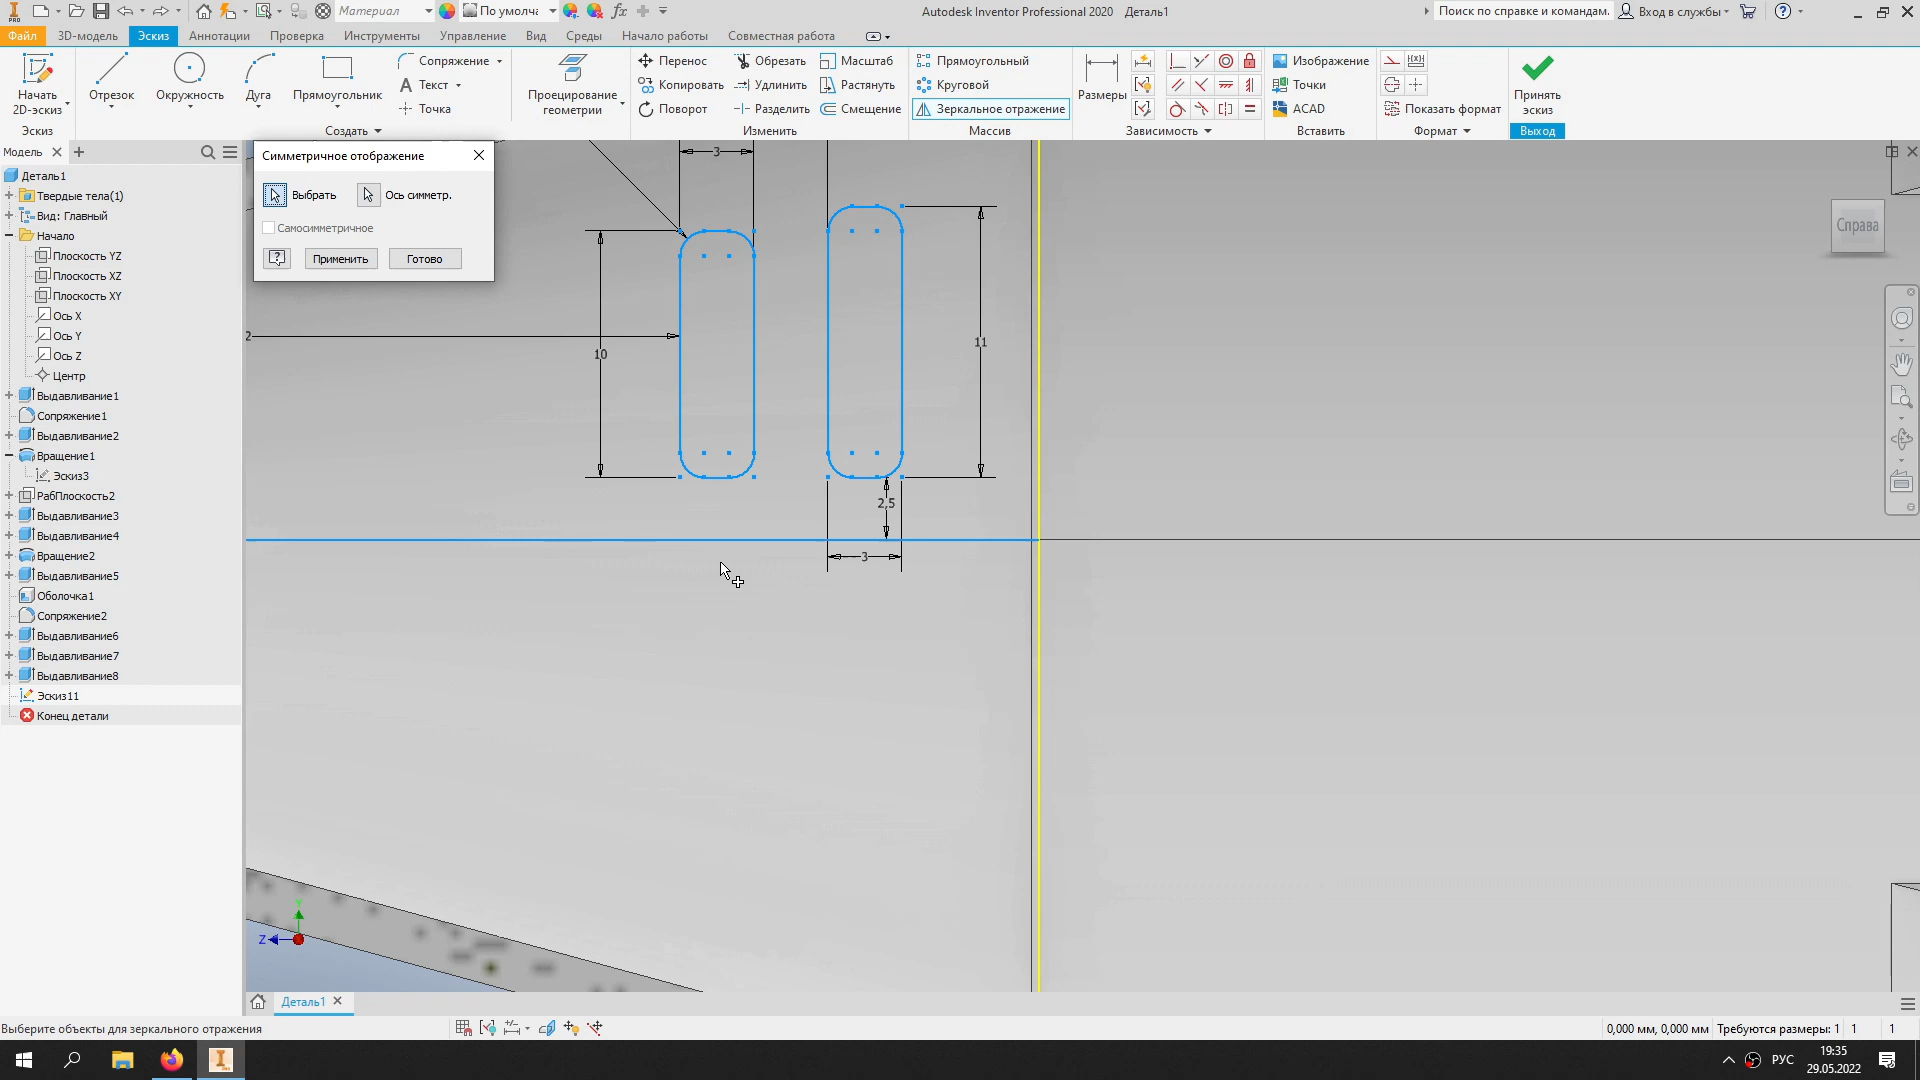 PRO
Материал
По умолча
fx
Autodesk Inventor Professional 2020 Деталь1
Поиск по справке и командам.
Вход в службы
Файл 3D-модель Эскиз Аннотации Проверка Инструменты Управление Вид Среды Начало работы Совместная работа
Начать 2D-эскиз
Отрезок
Окружность
Дуга
Прямоугольник
Сопряжение
Текст
Точка
Проецирование геометрии
Перенос
Копировать
Поворот
Обрезать
Удлинить
Разделить
Масштаб
Растянуть
Смещение
Прямоугольный
Круговой
Зеркальное отражение
Размеры
Изображение
Точки
ACAD
Показать формат
Принять эскиз
Эскиз
Создать
Изменить
Массив
Зависимость
Вставить
Формат
Выход
Модель
Деталь1
Твердые тела(1)
Вид: Главный
Начало
Плоскость YZ
Плоскость XZ
Плоскость XY
Ось X
Ось Y
Ось Z
Центр
Выдавливание1
Сопряжение1
Выдавливание2
Вращение1
Эскиз3
РабПлоскость2
Выдавливание3
Выдавливание4
Вращение2
Выдавливание5
Оболочка1
Сопряжение2
Выдавливание6
Выдавливание7
Выдавливание8
Эскиз11
Конец детали
Симметричное отображение
Выбрать
Ось симметр.
Самосимметричное
Применить
Готово
3
2
10
11
2,5
3
Справа
Z
Y
Деталь1
Выберите объекты для зеркального отражения
0,000 мм, 0,000 мм Требуются размеры: 1 1 1
РУС
19:35
29.05.2022